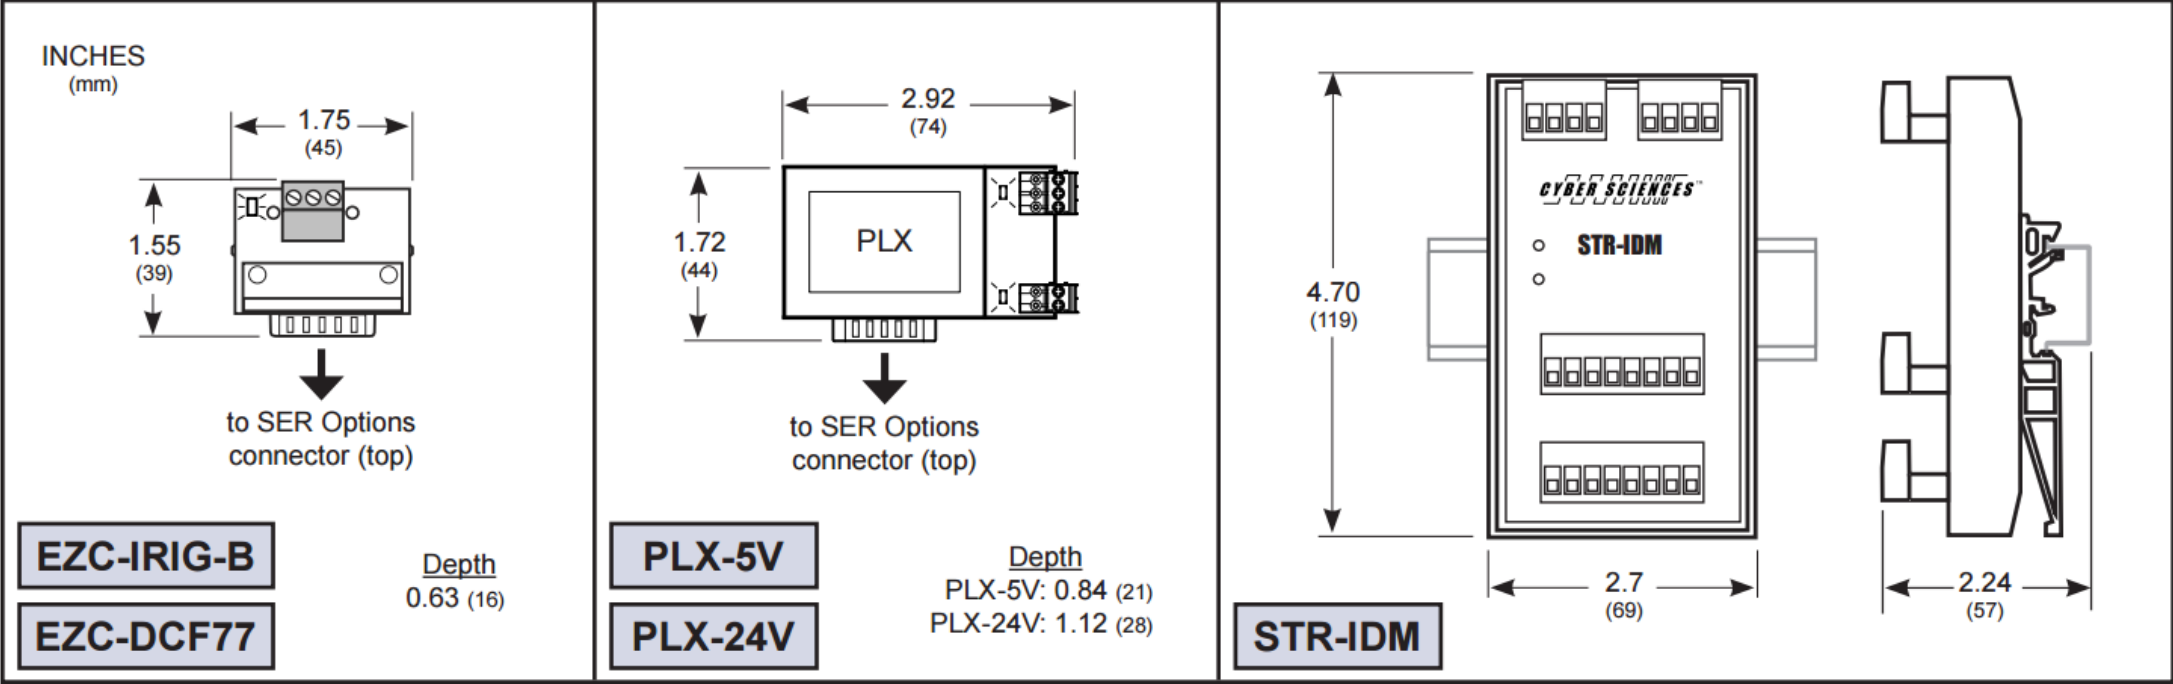 INCHES
(mm)
1.75
(45)
1.55
(39)
to SER Options
connector (top)
EZC-IRIG-B
EZC-DCF77
Depth
0.63 (16)
2.92
(74)
1.72
(44)
PLX
to SER Options
connector (top)
PLX-5V
PLX-24V
Depth
PLX-5V: 0.84 (21)
PLX-24V: 1.12 (28)
4.70
(119)
CYBER SCIENCES™
STR-IDM
2.7
(69)
2.24
(57)
STR-IDM